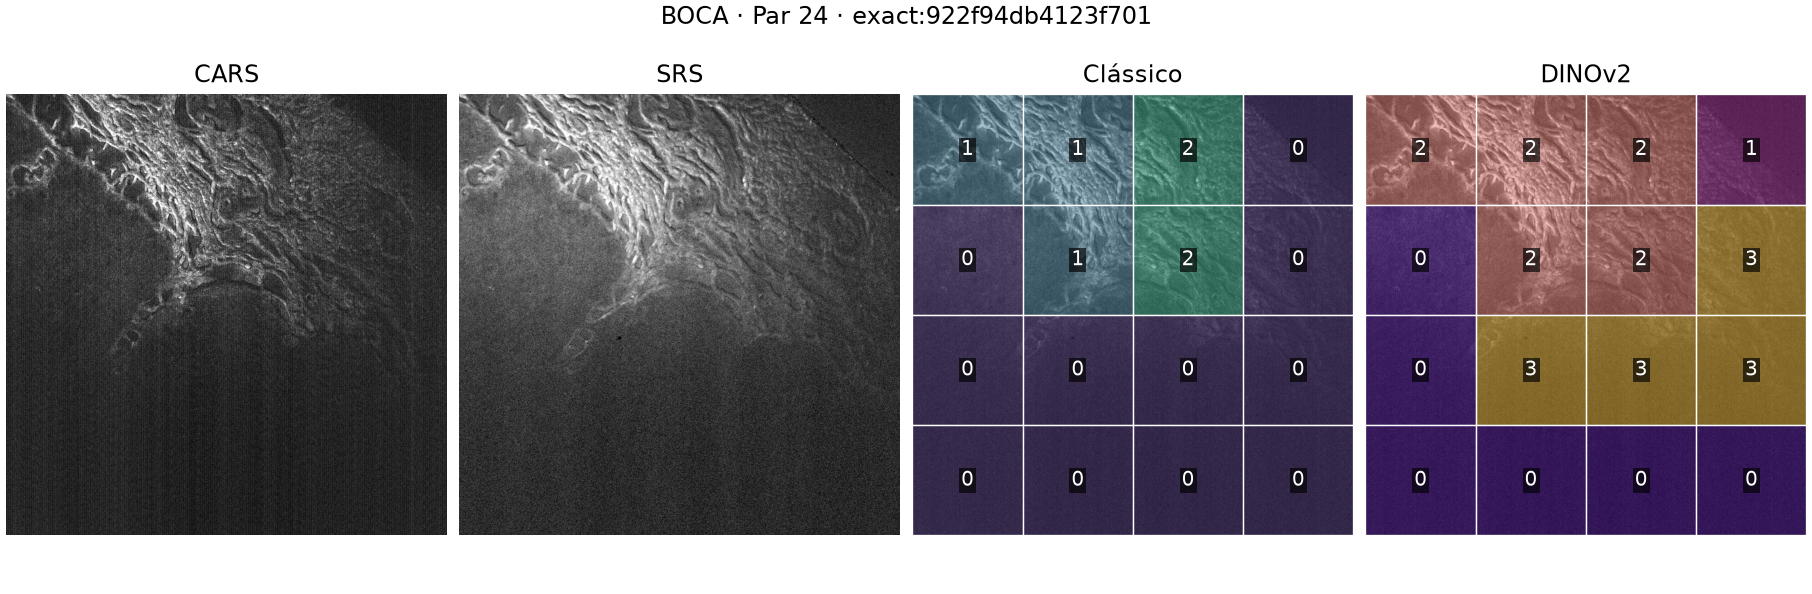 BOCA · Par 24 · exact:922f94db4123f701
CARS SRS Clássico DINOv2
1 1 2 0 2 2 2 1
0 1 2 0 0 2 2 3
0 0 0 0 0 3 3 3
0 0 0 0 0 0 0 0